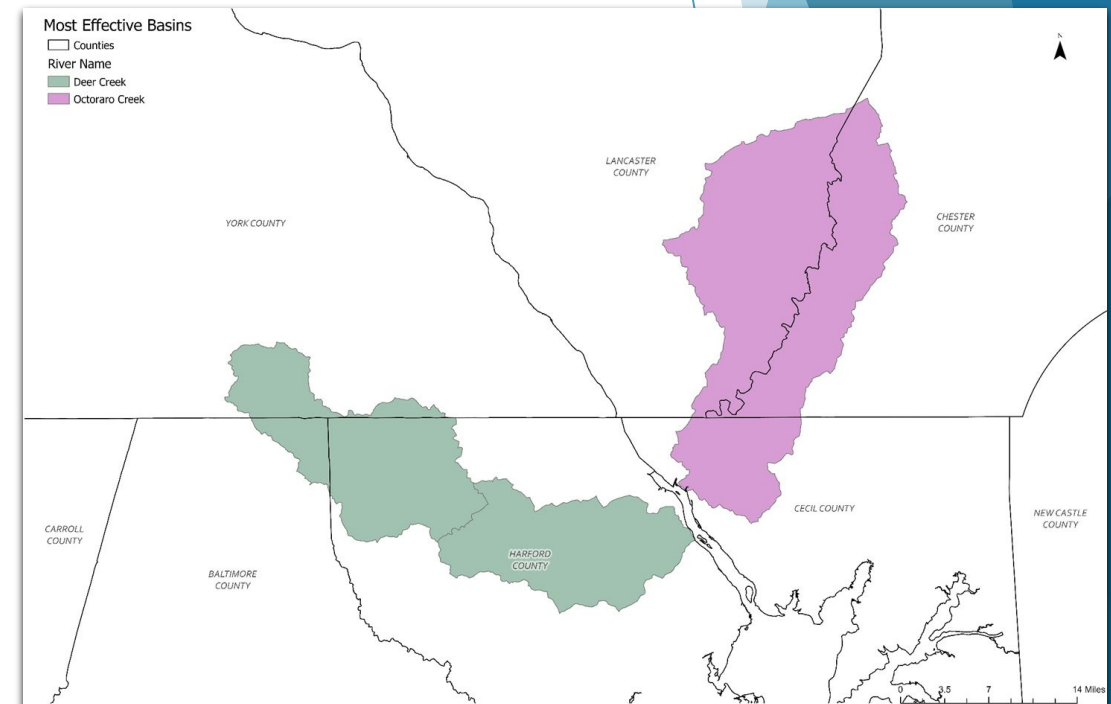 Most Effective Basins
Counties
River Name
Deer Creek
Octoraro Creek
N
LANCASTER
COUNTY
YORK COUNTY
CHESTER
COUNTY
CARROLL
COUNTY
BALTIMORE
COUNTY
HARFORD
COUNTY
CECIL COUNTY
NEW CASTLE
COUNTY
0 3.5 7 14 Miles